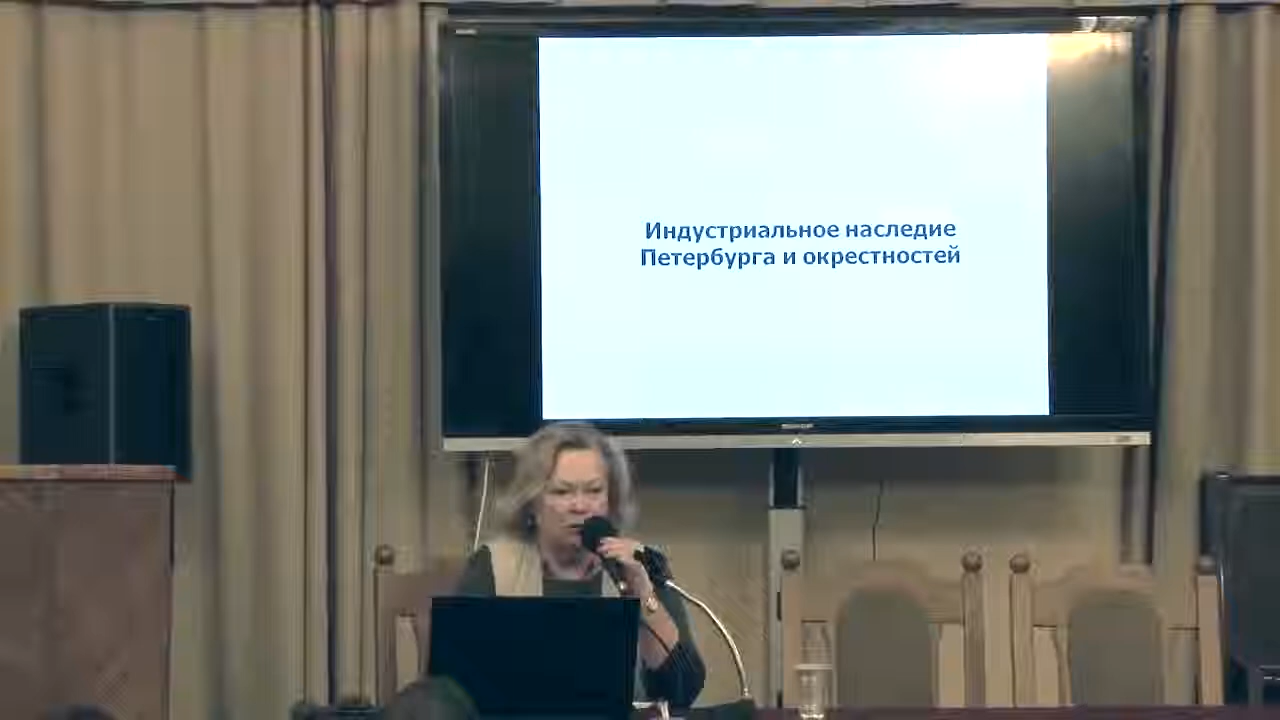 Индустриальное наследие
Петербурга и окрестностей